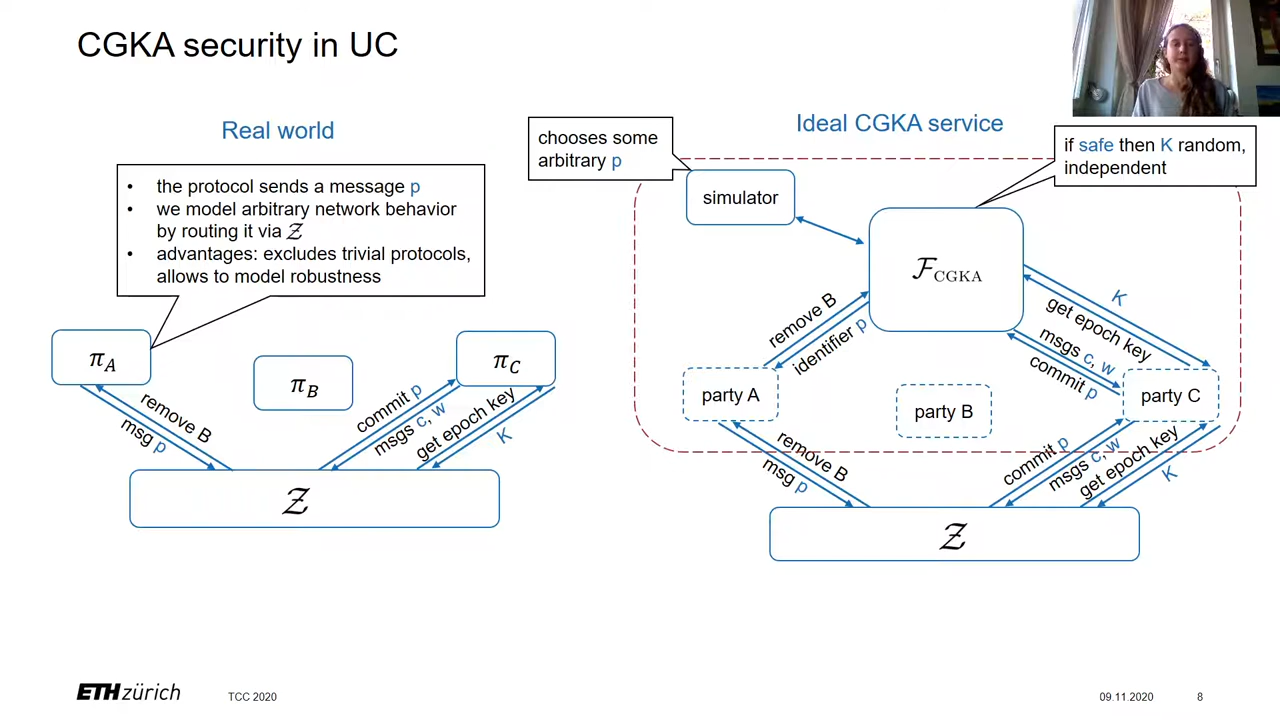 CGKA security in UC
Real world
• the protocol sends a message p
• we model arbitrary network behavior
by routing it via 𝒵
• advantages: excludes trivial protocols,
allows to model robustness
π_A
π_B
π_C
remove B
msg p
commit p
msgs c, w
get epoch key
K
𝒵
Ideal CGKA service
chooses some
arbitrary p
if safe then K random,
independent
simulator
ℱ_CGKA
remove B
identifier p
K
get epoch key
msgs c, w
commit p
party A
party B
party C
remove B
msg p
commit p
msgs c, w
get epoch key
K
𝒵
ETH zürich
TCC 2020
09.11.2020
8